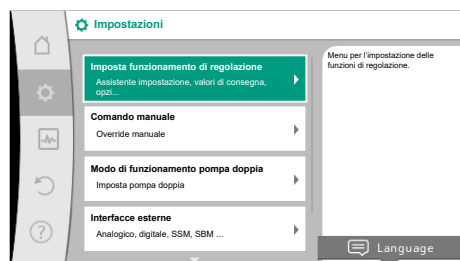 Impostazioni
Imposta funzionamento di regolazione
Assistente impostazione, valori di consegna,
opzi...
Comando manuale
Override manuale
Modo di funzionamento pompa doppia
Imposta pompa doppia
Interfacce esterne
Analogico, digitale, SSM, SBM ...
Menu per l'impostazione delle
funzioni di regolazione.
Language